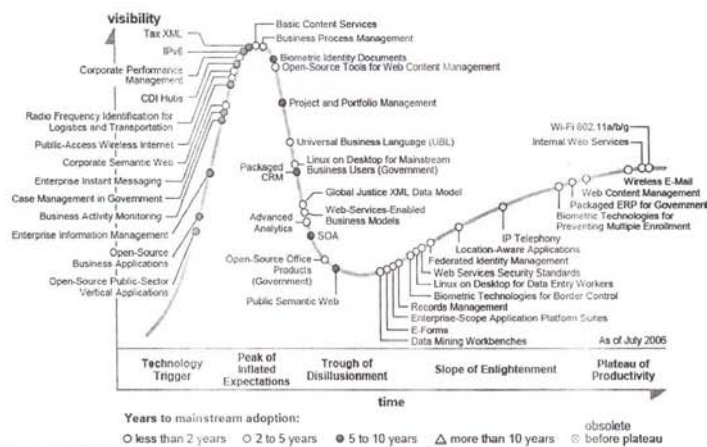 visibility
Tax XML
IPv6
Corporate Performance
Management
CDI Hubs
Radio Frequency Identification for
Logistics and Transportation
Public-Access Wireless Internet
Corporate Semantic Web
Enterprise Instant Messaging
Case Management in Government
Business Activity Monitoring
Enterprise Information Management
Open-Source
Business Applications
Open-Source Public-Sector
Vertical Applications
Basic Content Services
Business Process Management
Biometric Identity Documents
Open-Source Tools for Web Content Management
Project and Portfolio Management
Universal Business Language (UBL)
Linux on Desktop for Mainstream
Business Users (Government)
Packaged
CRM
Global Justice XML Data Model
Web-Services-Enabled
Business Models
Advanced
Analytics
SOA
Open-Source Office
Products
(Government)
Public Semantic Web
Wi-Fi 802.11a/b/g
Internal Web Services
Wireless E-Mail
Web Content Management
Packaged ERP for Government
Biometric Technologies for
Preventing Multiple Enrollment
IP Telephony
Location-Aware Applications
Federated Identity Management
Web Services Security Standards
Linux on Desktop for Data Entry Workers
Biometric Technologies for Border Control
Records Management
Enterprise-Scope Application Platform Suites
E-Forms
Data Mining Workbenches
As of July 2006
Technology
Trigger
Peak of
Inflated
Expectations
Trough of
Disillusionment
Slope of Enlightenment
Plateau of
Productivity
time
Years to mainstream adoption:
less than 2 years
2 to 5 years
5 to 10 years
more than 10 years
obsolete
before plateau